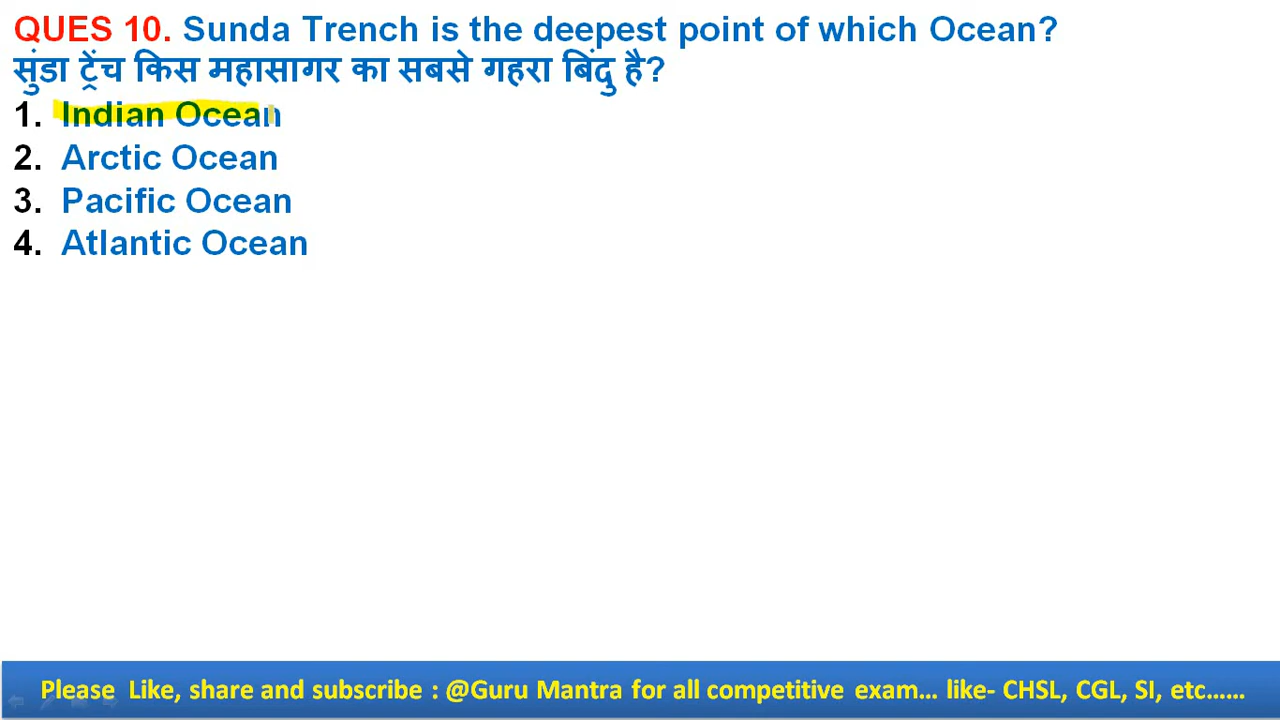 QUES 10. Sunda Trench is the deepest point of which Ocean?
सुंडा ट्रेंच किस महासागर का सबसे गहरा बिंदु है?
1. Indian Ocean
2. Arctic Ocean
3. Pacific Ocean
4. Atlantic Ocean
Please Like, share and subscribe : @Guru Mantra for all competitive exam... like- CHSL, CGL, SI, etc......